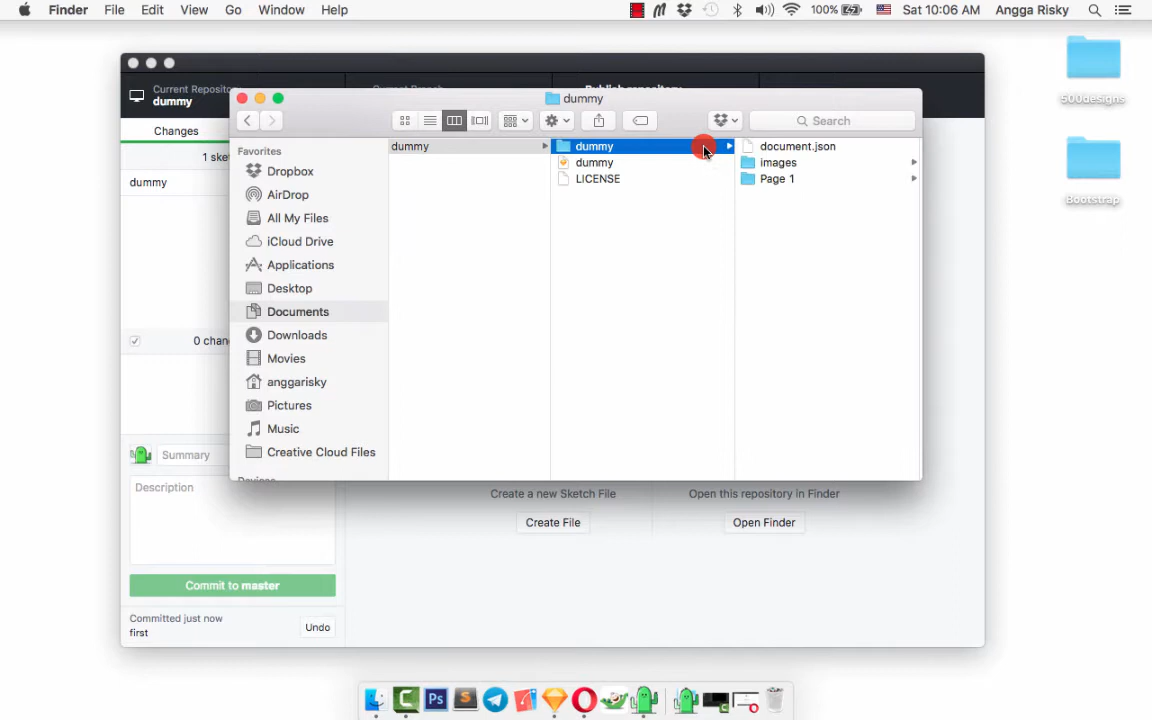 Finder File Edit View Go Window Help 100% Sat 10:06 AM Angga Risky
500designs
Bootstrap
Current Reposito
dummy
Publish repository
Changes
1 ske
dummy
0 chan
Summary
Description
Commit to master
Committed just now
first
Undo
dummy
Search
Favorites
Dropbox
AirDrop
All My Files
iCloud Drive
Applications
Desktop
Documents
Downloads
Movies
anggarisky
Pictures
Music
Creative Cloud Files
dummy
dummy
dummy
LICENSE
document.json
images
Page 1
Create a new Sketch File
Create File
Open this repository in Finder
Open Finder
Ps
S